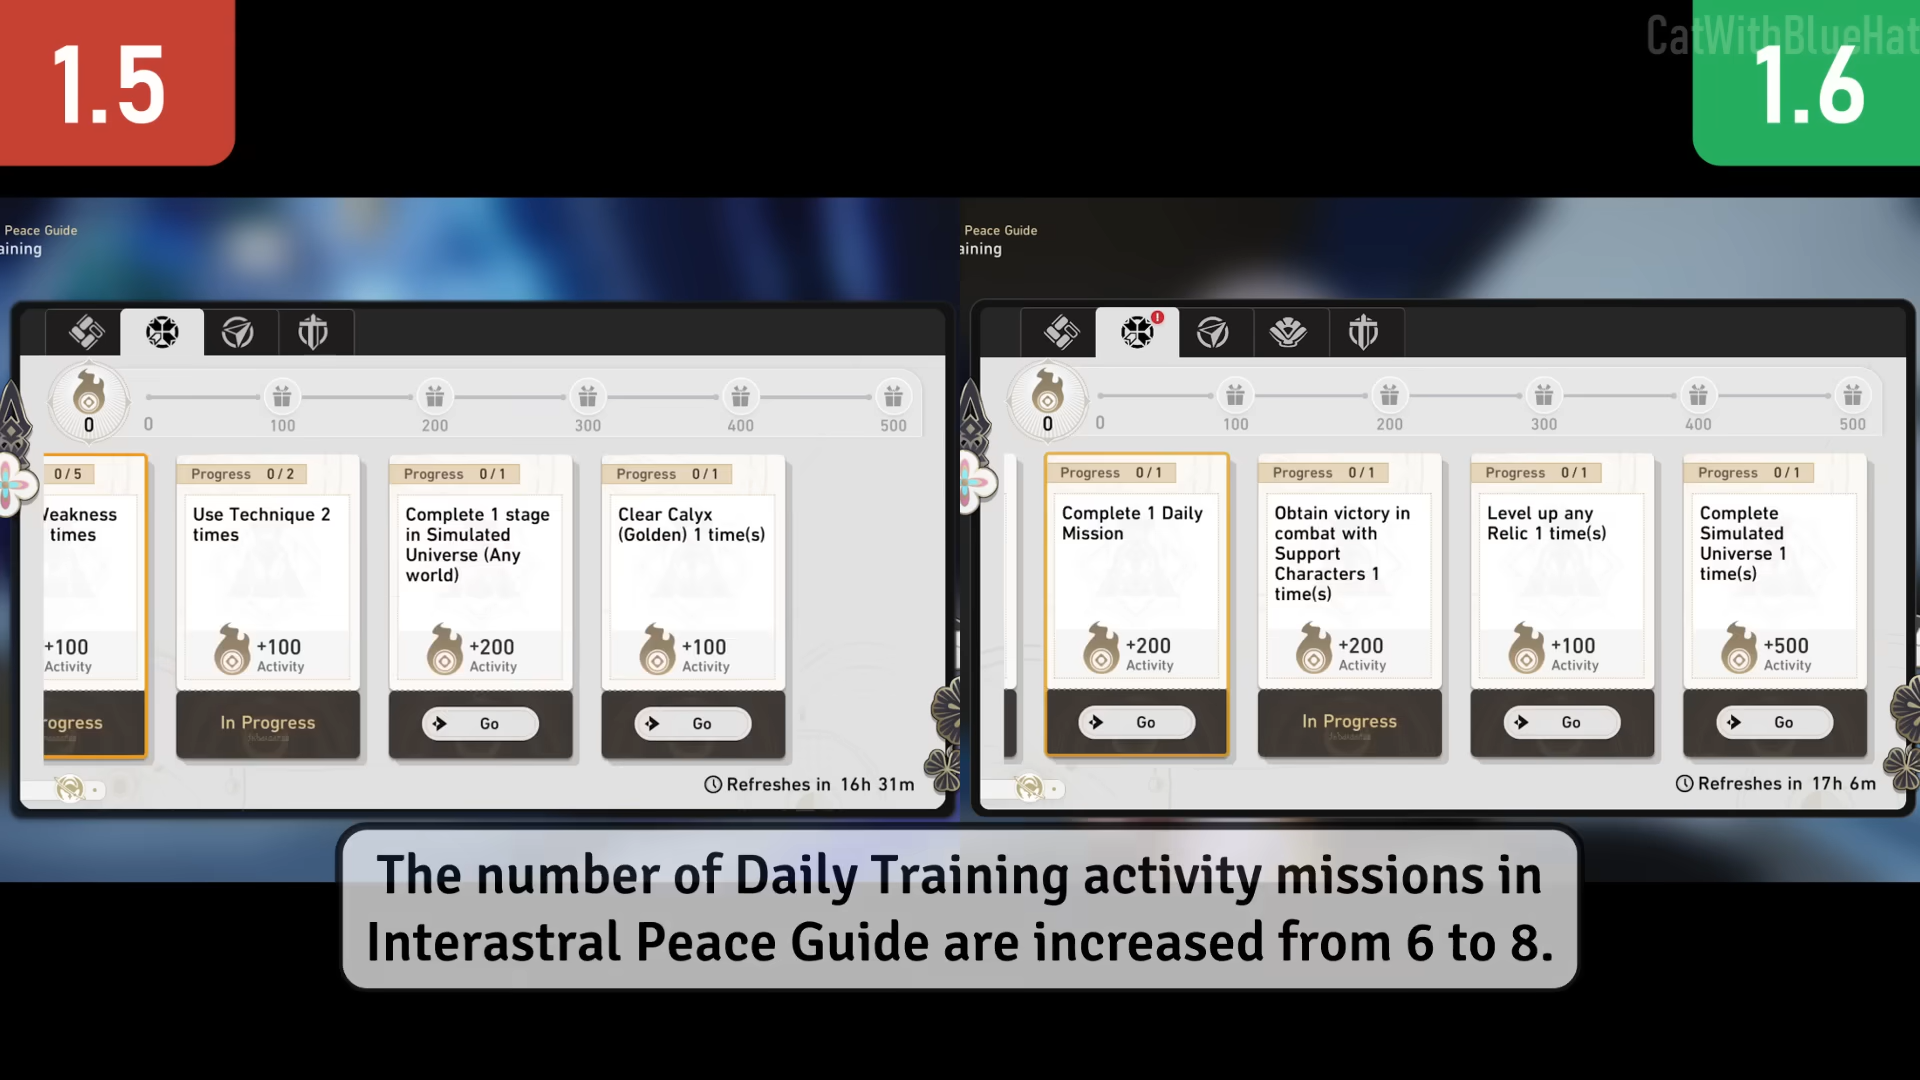 1.5
CatWithBlueHat
1.6
Peace Guide
aining
0
0
100
200
300
400
500
0/5
Weakness
times
+100
Activity
rogress
Progress 0/2
Use Technique 2
times
+100
Activity
In Progress
Progress 0/1
Complete 1 stage
in Simulated
Universe (Any
world)
+200
Activity
Go
Progress 0/1
Clear Calyx
(Golden) 1 time(s)
+100
Activity
Go
Refreshes in 16h 31m
Peace Guide
aining
0
0
100
200
300
400
500
Progress 0/1
Complete 1 Daily
Mission
+200
Activity
Go
Progress 0/1
Obtain victory in
combat with
Support
Characters 1
time(s)
+200
Activity
In Progress
Progress 0/1
Level up any
Relic 1 time(s)
+100
Activity
Go
Progress 0/1
Complete
Simulated
Universe 1
time(s)
+500
Activity
Go
Refreshes in 17h 6m
The number of Daily Training activity missions in
Interastral Peace Guide are increased from 6 to 8.